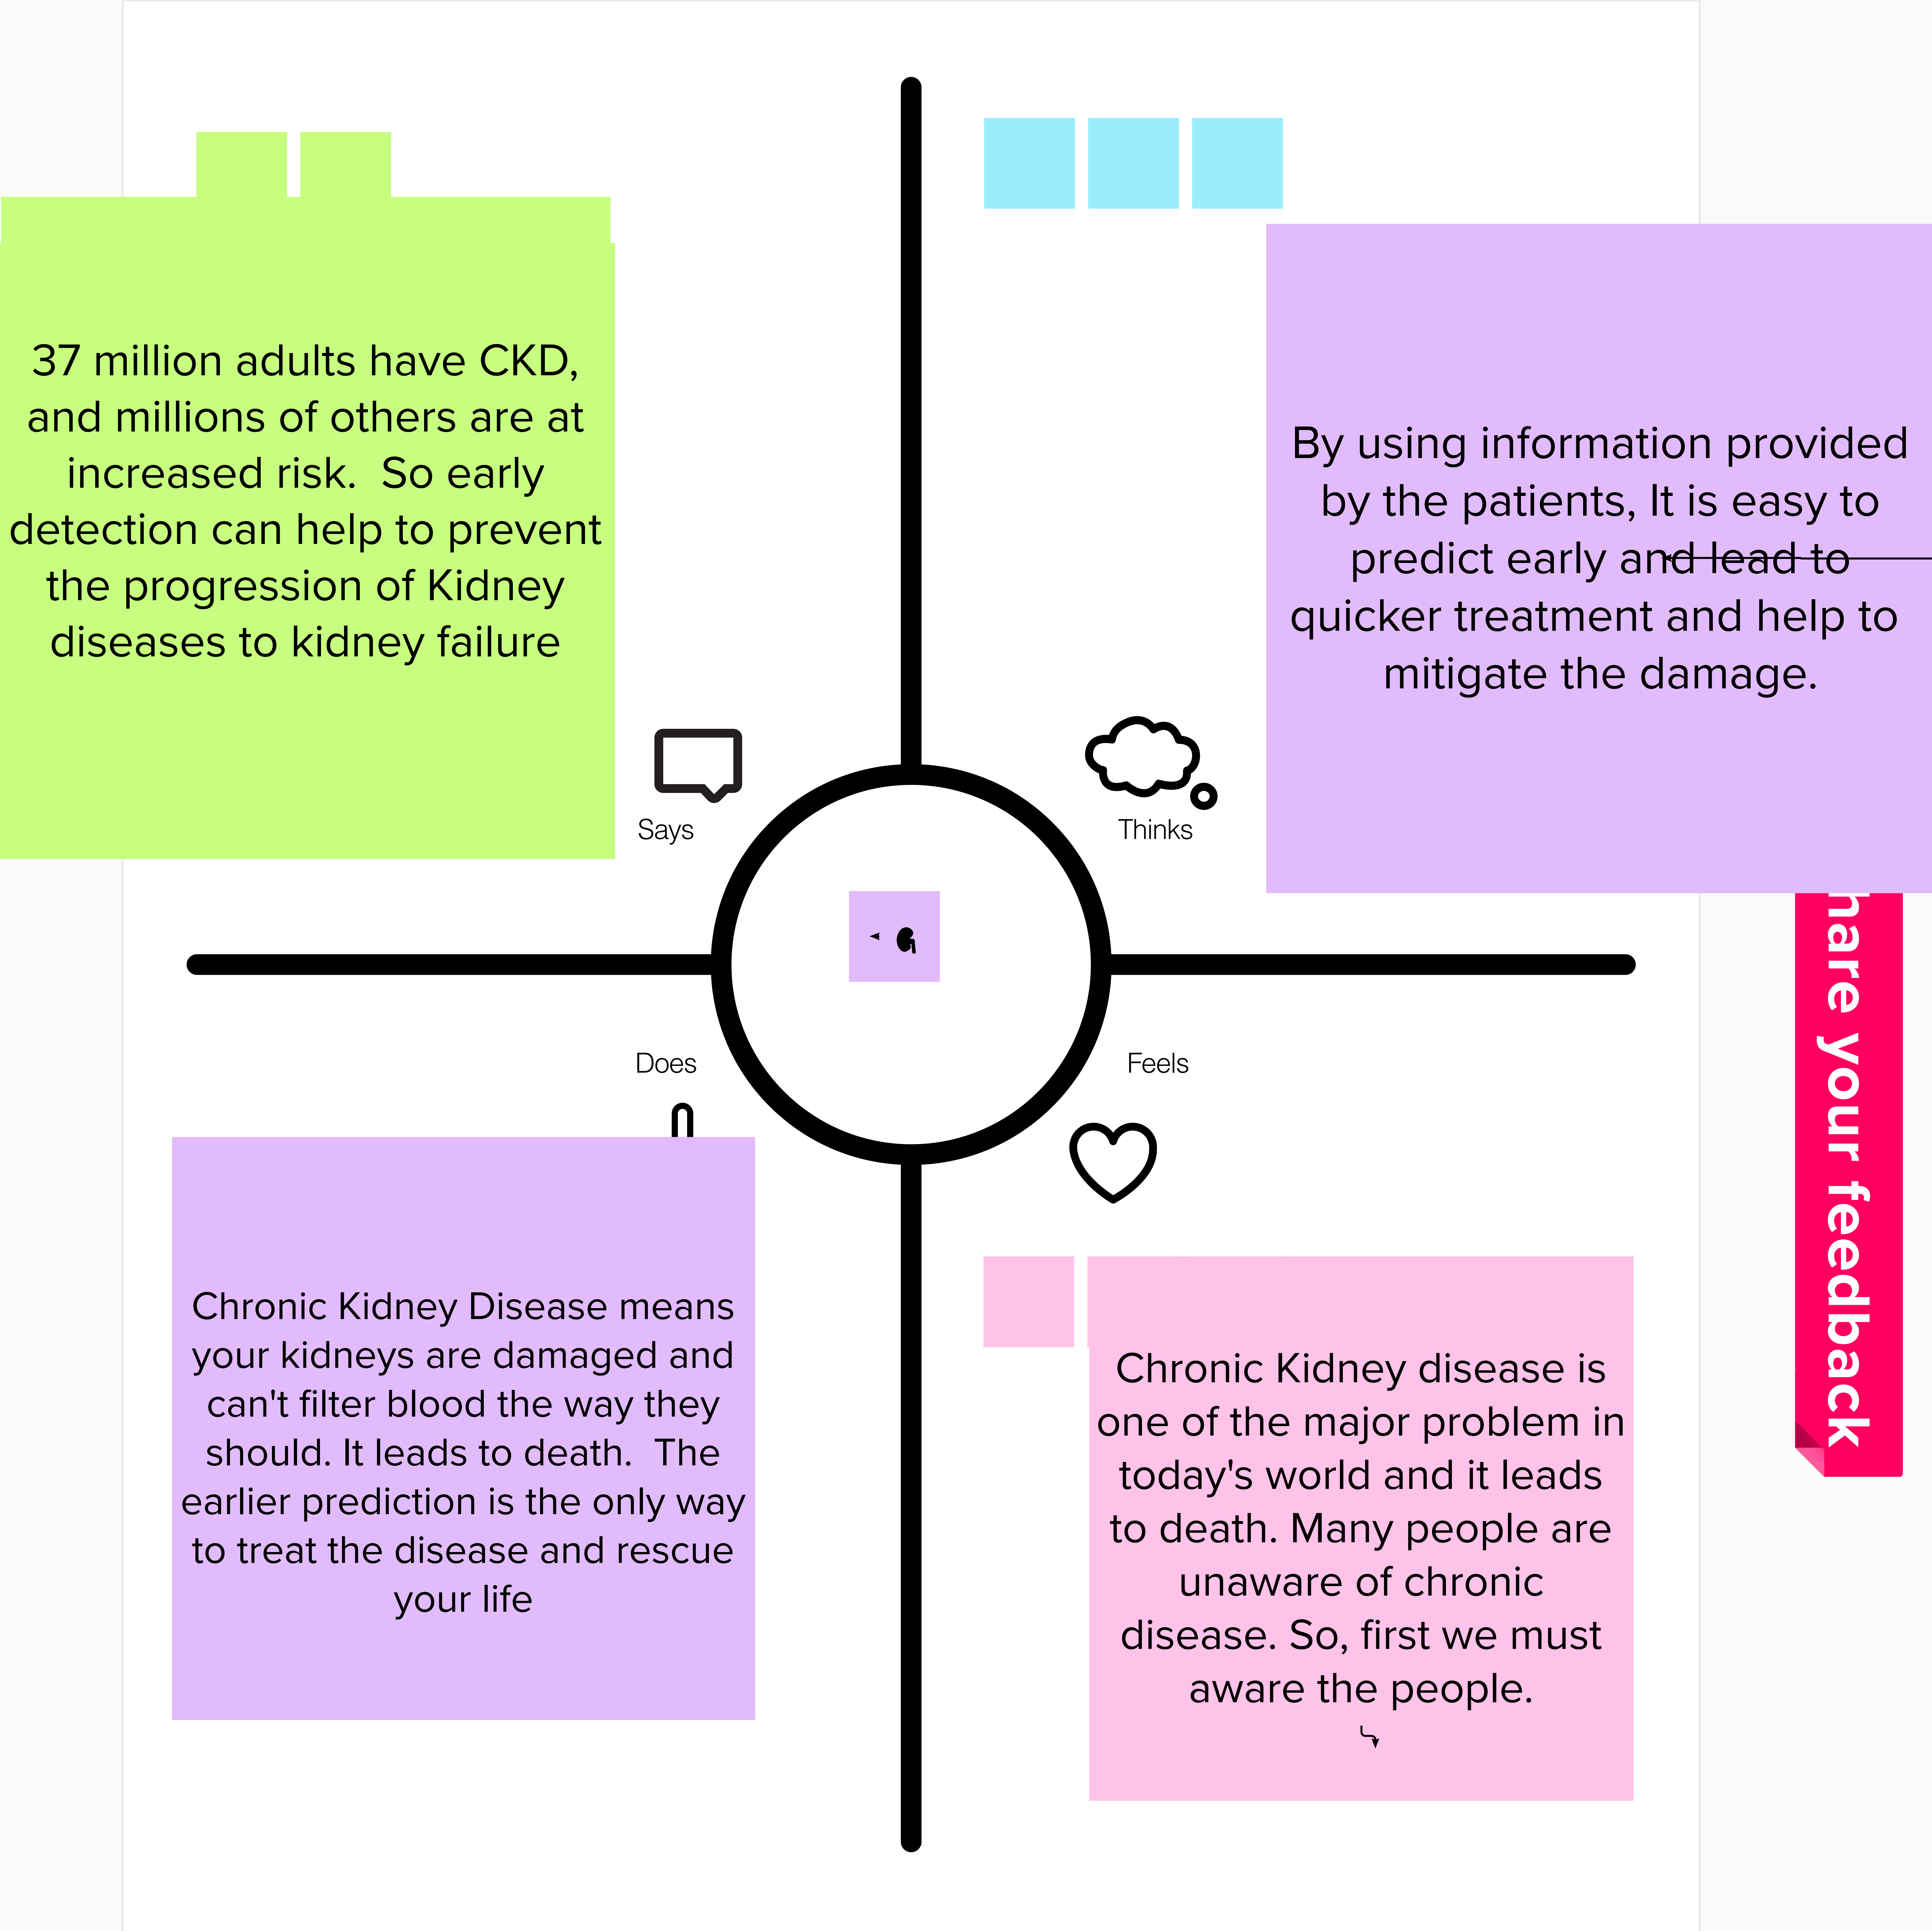 37 million adults have CKD,
and millions of others are at
increased risk.  So early
detection can help to prevent
the progression of Kidney
diseases to kidney failure
By using information provided
by the patients, It is easy to
predict early and lead to
quicker treatment and help to
mitigate the damage.
Says
Thinks
Does
Feels
Chronic Kidney Disease means
your kidneys are damaged and
can't filter blood the way they
should. It leads to death.  The
earlier prediction is the only way
to treat the disease and rescue
your life
Chronic Kidney disease is
one of the major problem in
today's world and it leads
to death. Many people are
unaware of chronic
disease. So, first we must
aware the people.
hare your feedback